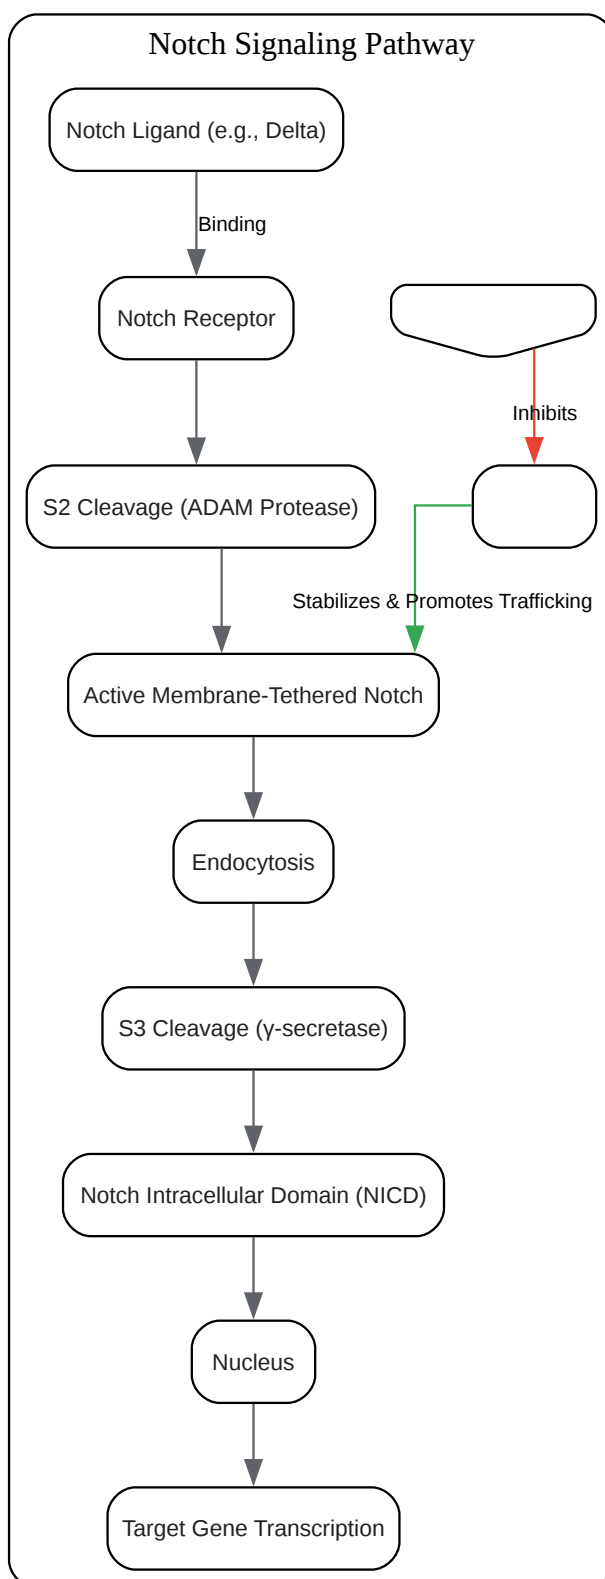 Notch Signaling Pathway
Notch Ligand (e.g., Delta)
Binding
Notch Receptor
Inhibits
S2 Cleavage (ADAM Protease)
Stabilizes & Promotes Trafficking
Active Membrane-Tethered Notch
Endocytosis
S3 Cleavage (γ-secretase)
Notch Intracellular Domain (NICD)
Nucleus
Target Gene Transcription